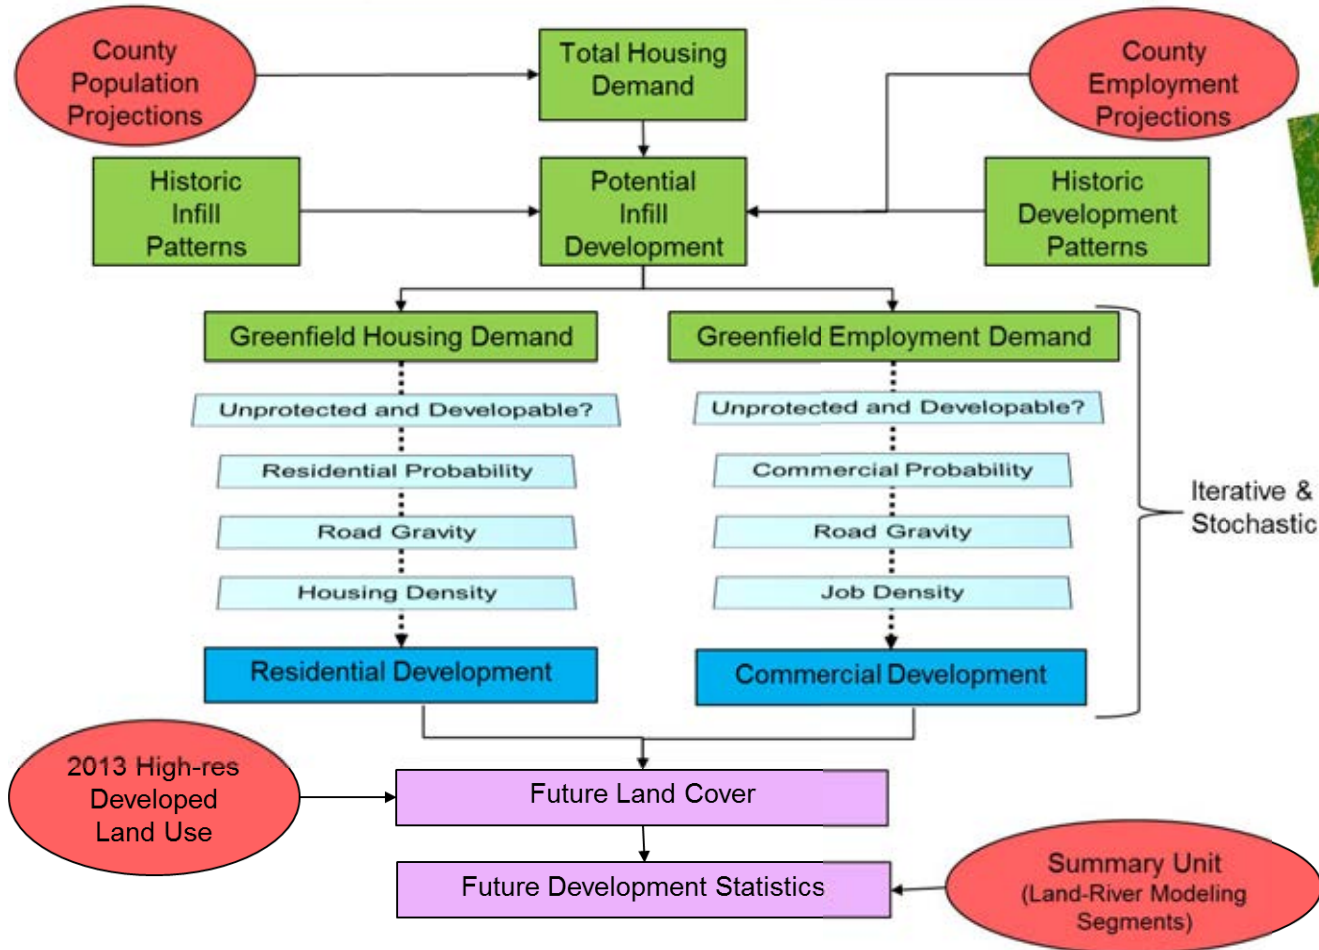 County
Population
Projections
Total Housing
Demand
County
Employment
Projections
Historic
Infill
Patterns
Potential
Infill
Development
Historic
Development
Patterns
Greenfield Housing Demand
Greenfield Employment Demand
Unprotected and Developable?
Unprotected and Developable?
Residential Probability
Commercial Probability
Road Gravity
Road Gravity
Housing Density
Job Density
Iterative &
Stochastic
Residential Development
Commercial Development
2013 High-res
Developed
Land Use
Future Land Cover
Future Development Statistics
Summary Unit
(Land-River Modeling
Segments)